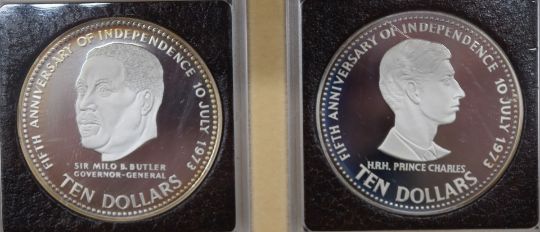 FIFTH ANNIVERSARY OF INDEPENDENCE 10 JULY 1973
SIR MILO B. BUTLER
GOVERNOR-GENERAL
TEN DOLLARS
FIFTH ANNIVERSARY OF INDEPENDENCE 10 JULY 1973
H.R.H. PRINCE CHARLES
TEN DOLLARS